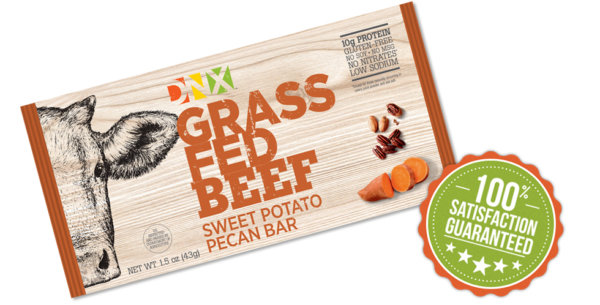 DNX
GRASS
FED
BEEF
SWEET POTATO
PECAN BAR
NET WT. 1.5 oz (43g)
10g PROTEIN
GLUTEN-FREE
NO SOY • NO MSG
NO NITRATES*
LOW SODIUM
100%
SATISFACTION
GUARANTEED